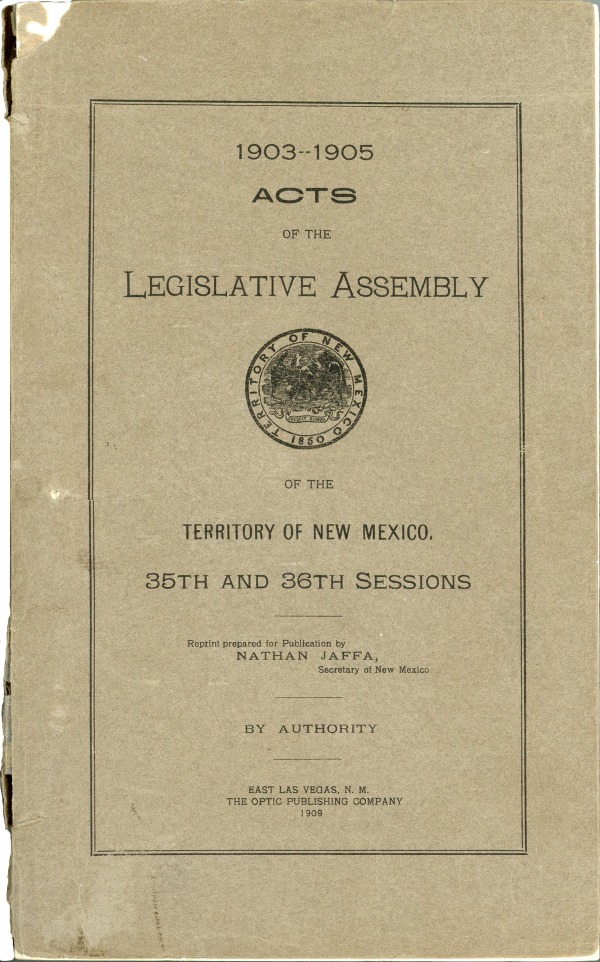 1903--1905
ACTS
OF THE
LEGISLATIVE ASSEMBLY
TERRITORY OF NEW MEXICO
1850
OF THE
TERRITORY OF NEW MEXICO.
35TH AND 36TH SESSIONS
Reprint prepared for Publication by
NATHAN JAFFA,
Secretary of New Mexico
BY AUTHORITY
EAST LAS VEGAS, N. M.
THE OPTIC PUBLISHING COMPANY
1909